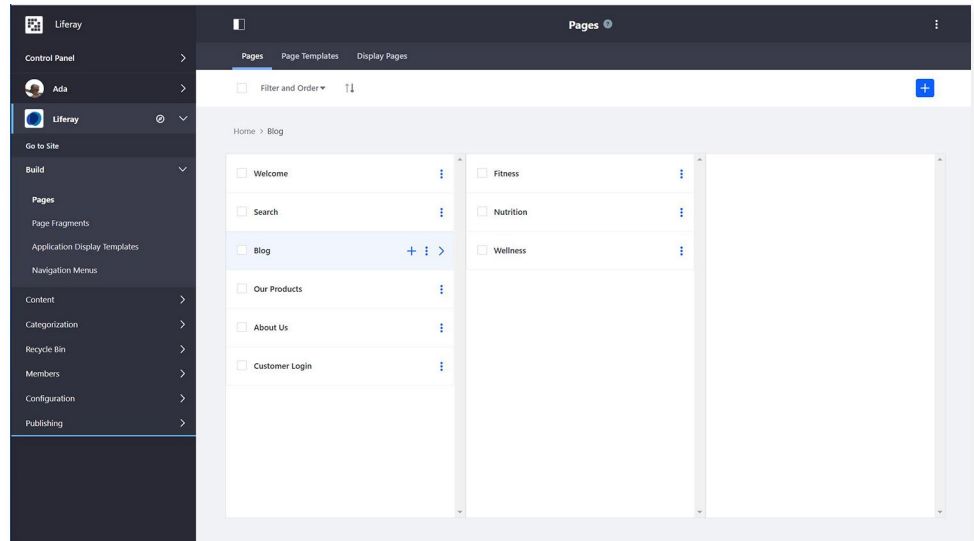 Liferay
Control Panel
Ada
Liferay
Go to Site
Build
Pages
Page Fragments
Application Display Templates
Navigation Menus
Content
Categorization
Recycle Bin
Members
Configuration
Publishing
Pages ?
Pages Page Templates Display Pages
Filter and Order
Home > Blog
Welcome
Search
Blog
Our Products
About Us
Customer Login
Fitness
Nutrition
Wellness